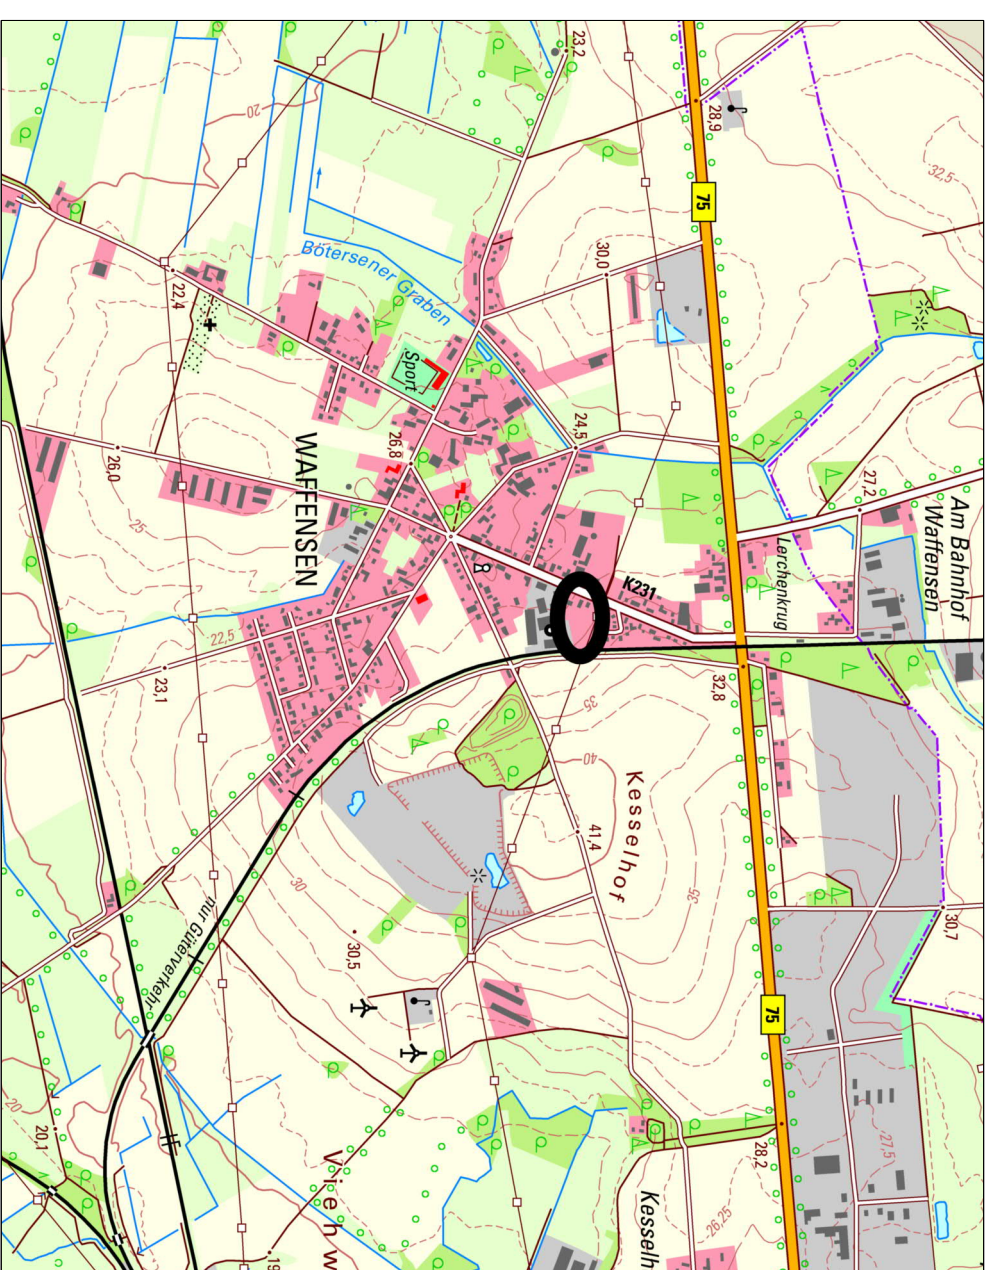 23,2
28,9
32,5
20
75
30,0
Bötersener Graben
22,4
Sport
24,5
26,8
27,2
26,0
Am Bahnhof
Waffensen
WAFFENSEN
25
Lerchenkrug
K231
22,5
23,1
32,8
35
40
Kesselhof
41,4
35
30
30,5
30,7
nur Güterverkehr
75
20
20,1
28,2
27,5
26,25
Kesselh
Viehw
19